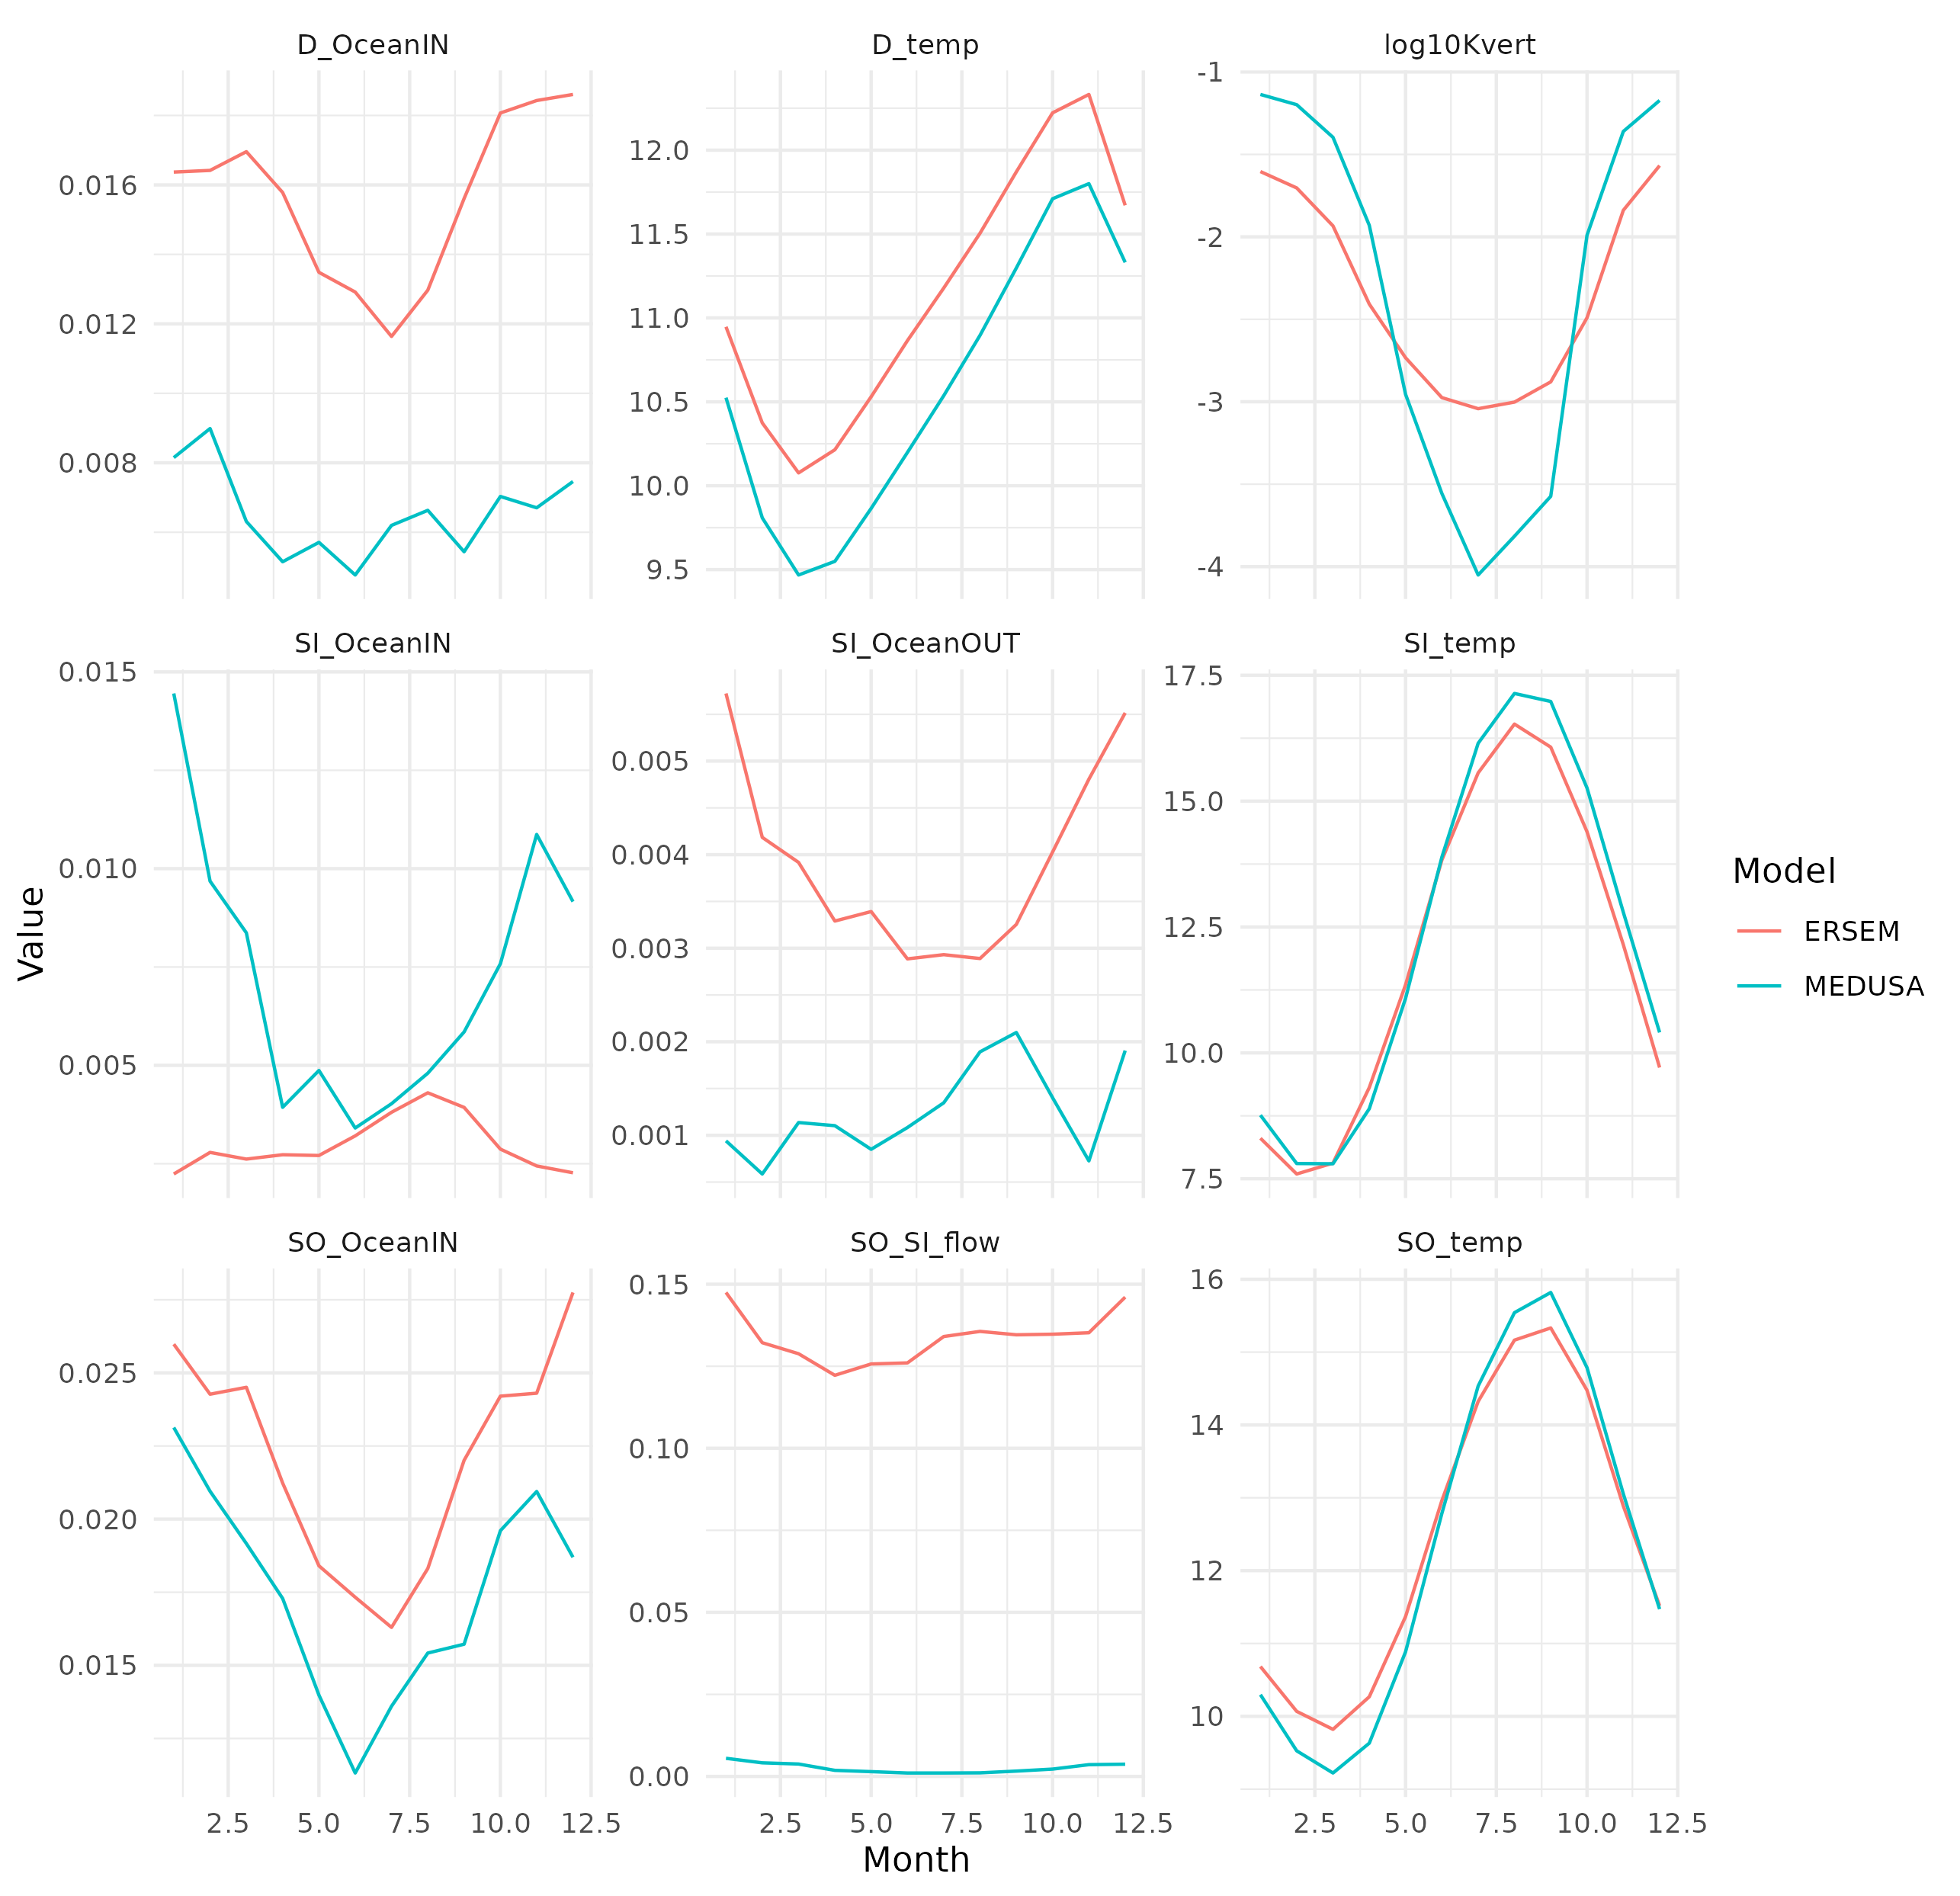 D_OceanIN
D_temp
log10Kvert
0.016
0.012
0.008
12.0
11.5
11.0
10.5
10.0
9.5
-1
-2
-3
-4
SI_OceanIN
SI_OceanOUT
SI_temp
0.015
0.010
0.005
0.005
0.004
0.003
0.002
0.001
17.5
15.0
12.5
10.0
7.5
SO_OceanIN
SO_SI_flow
SO_temp
0.025
0.020
0.015
0.15
0.10
0.05
0.00
16
14
12
10
2.5 5.0 7.5 10.0 12.5
2.5 5.0 7.5 10.0 12.5
2.5 5.0 7.5 10.0 12.5
Month
Value
Model
ERSEM
MEDUSA